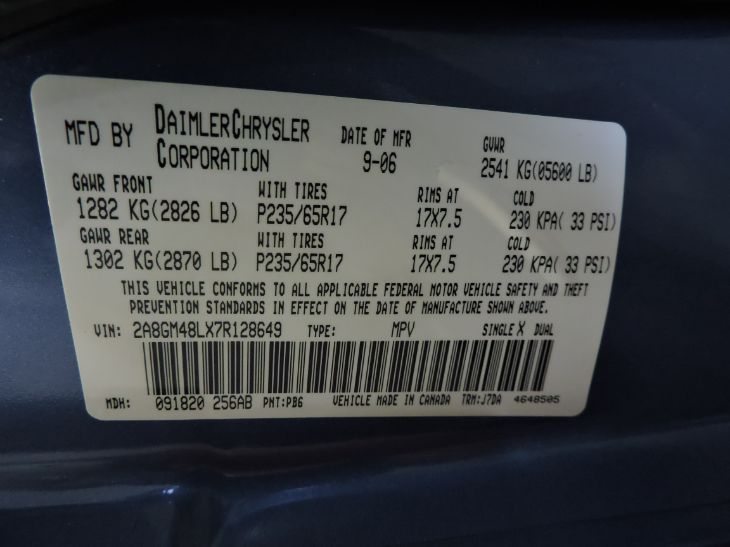 MFD BY DAIMLERCHRYSLER CORPORATION DATE OF MFR 9-06 GVWR 2541 KG(05600 LB)
GAWR FRONT WITH TIRES RIMS AT COLD
1282 KG(2826 LB) P235/65R17 17X7.5 230 KPA( 33 PSI)
GAWR REAR WITH TIRES RIMS AT COLD
1302 KG(2870 LB) P235/65R17 17X7.5 230 KPA( 33 PSI)
THIS VEHICLE CONFORMS TO ALL APPLICABLE FEDERAL MOTOR VEHICLE SAFETY AND THEFT
PREVENTION STANDARDS IN EFFECT ON THE DATE OF MANUFACTURE SHOWN ABOVE.
VIN: 2A8GM48LX7R128649 TYPE: MPV SINGLE X DUAL
MDH: 091820 256AB PNT:PB6 VEHICLE MADE IN CANADA TRM:J7DA 4648505